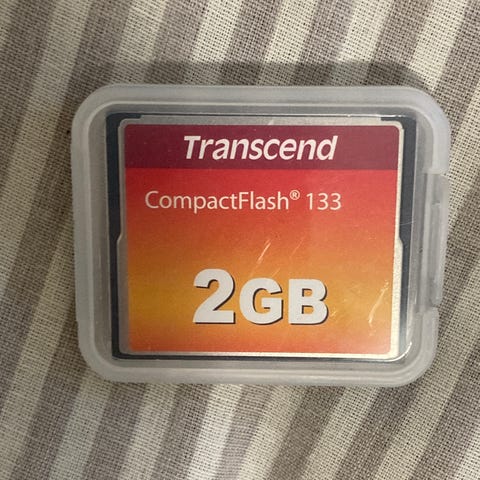 Transcend
CompactFlash® 133
2GB